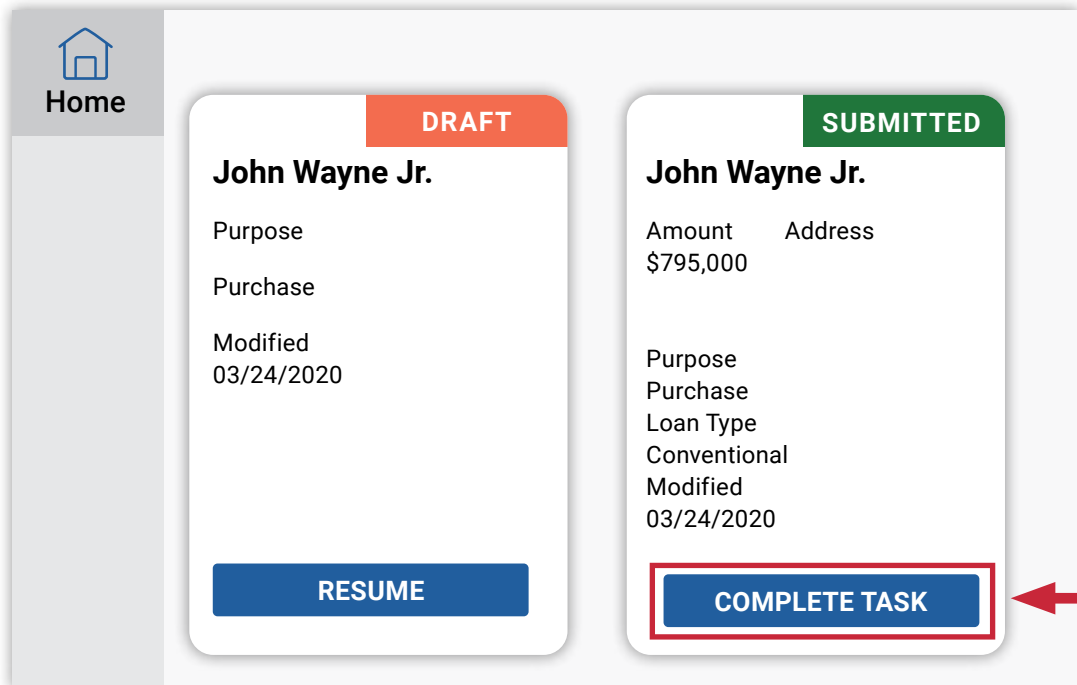 Home
DRAFT
John Wayne Jr.
Purpose
Purchase
Modified
03/24/2020
RESUME
SUBMITTED
John Wayne Jr.
Amount Address
$795,000
Purpose
Purchase
Loan Type
Conventional
Modified
03/24/2020
COMPLETE TASK